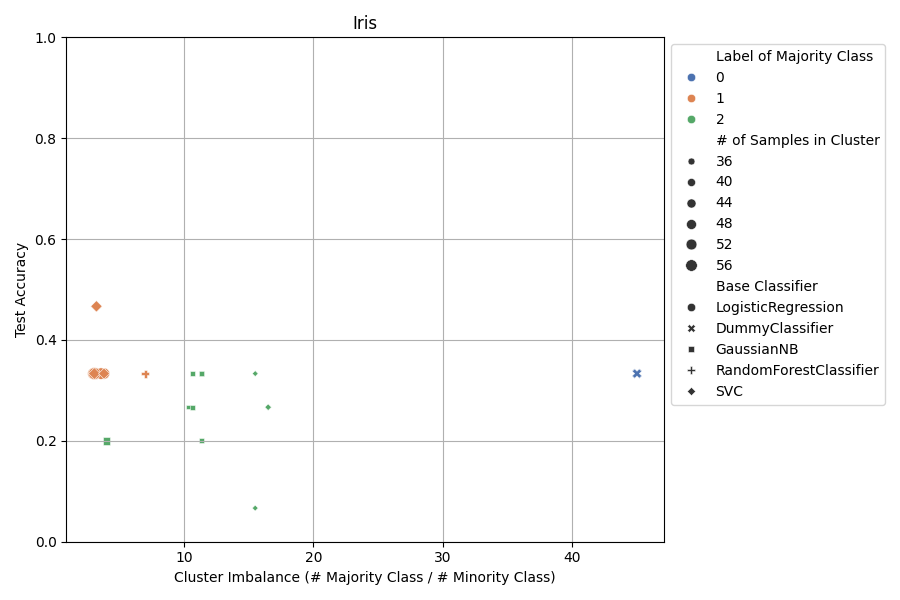 Iris
1.0
0.8
0.6
0.4
0.2
0.0
Test Accuracy
10
20
30
40
Cluster Imbalance (# Majority Class / # Minority Class)
Label of Majority Class
0
1
2
# of Samples in Cluster
36
40
44
48
52
56
Base Classifier
LogisticRegression
DummyClassifier
GaussianNB
RandomForestClassifier
SVC